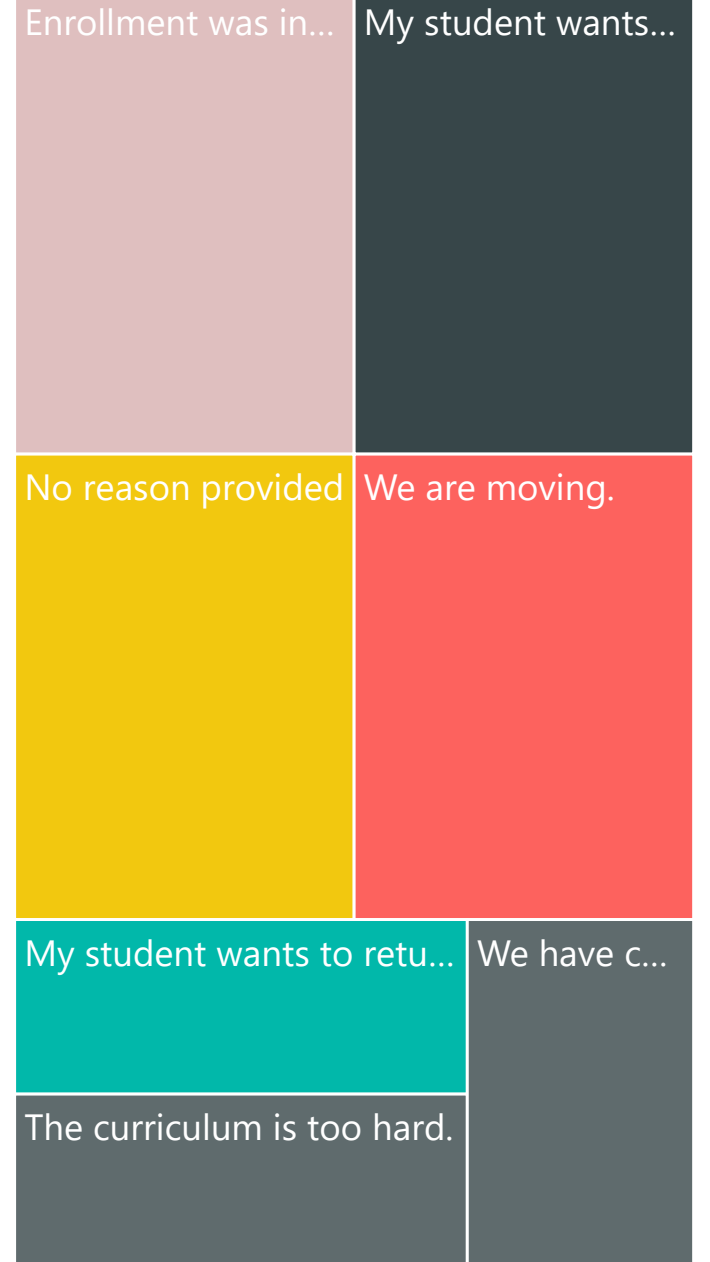 Enrollment was in...
My student wants...
No reason provided
We are moving.
My student wants to retu...
We have c...
The curriculum is too hard.